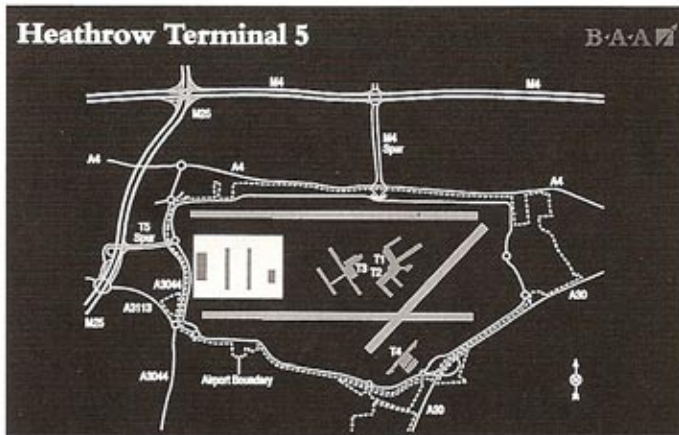 Heathrow Terminal 5
B·A·A
M4
M4
M25
M4
Spur
A4
A4
A4
T5
Spur
T1
T3
T2
A3044
A30
A3113
M25
T4
A3044
Airport Boundary
A30
N